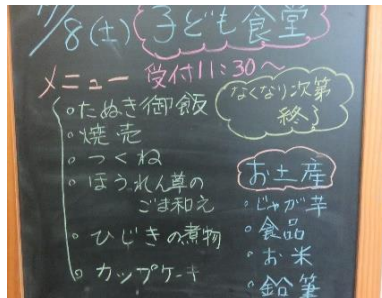 /8(土) 子ども食堂
メニュー 受付11:30〜
なくなり次第
終了
・たぬき御飯
・焼売
・つくね
・ほうれん草の
ごま和え
・ひじきの煮物
・カップケーキ
お土産
・じゃが芋
・食品
・お米
・鉛筆